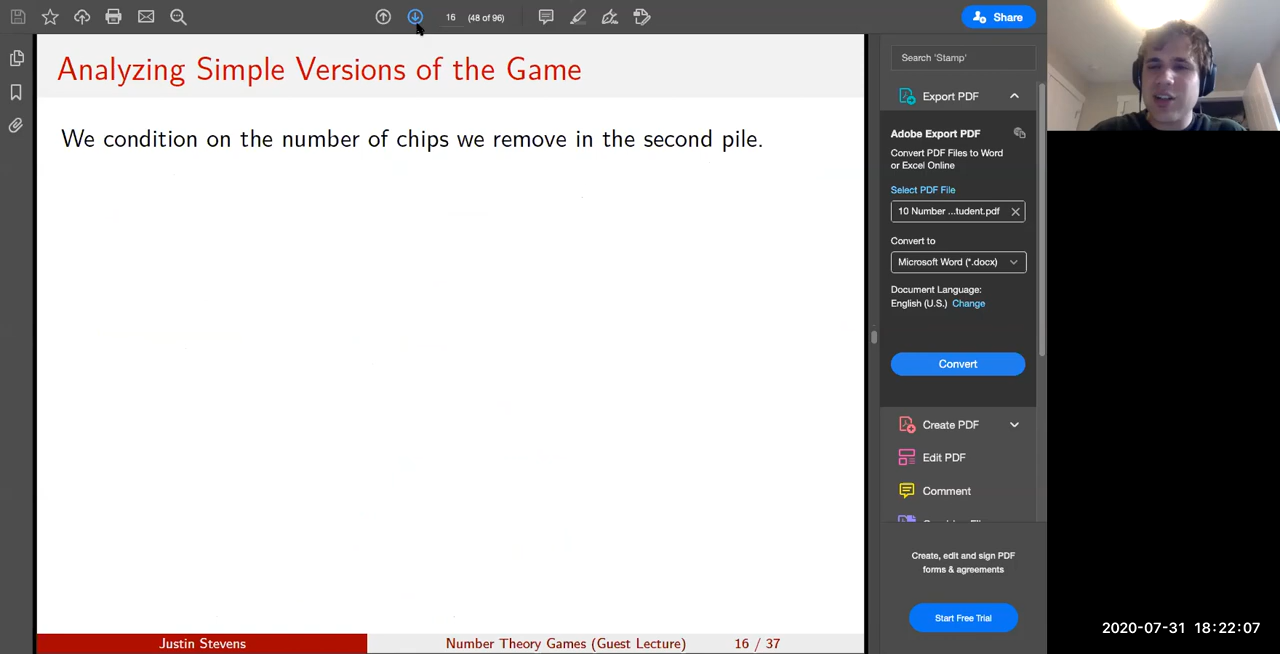 16 (48 of 96)
Share
Analyzing Simple Versions of the Game
We condition on the number of chips we remove in the second pile.
Justin Stevens
Number Theory Games (Guest Lecture)
16 / 37
Search 'Stamp'
Export PDF
Adobe Export PDF
Convert PDF Files to Word
or Excel Online
Select PDF File
10 Number ...tudent.pdf
Convert to
Microsoft Word (*.docx)
Document Language:
English (U.S.) Change
Convert
Create PDF
Edit PDF
Comment
Create, edit and sign PDF
forms & agreements
Start Free Trial
2020-07-31 18:22:07